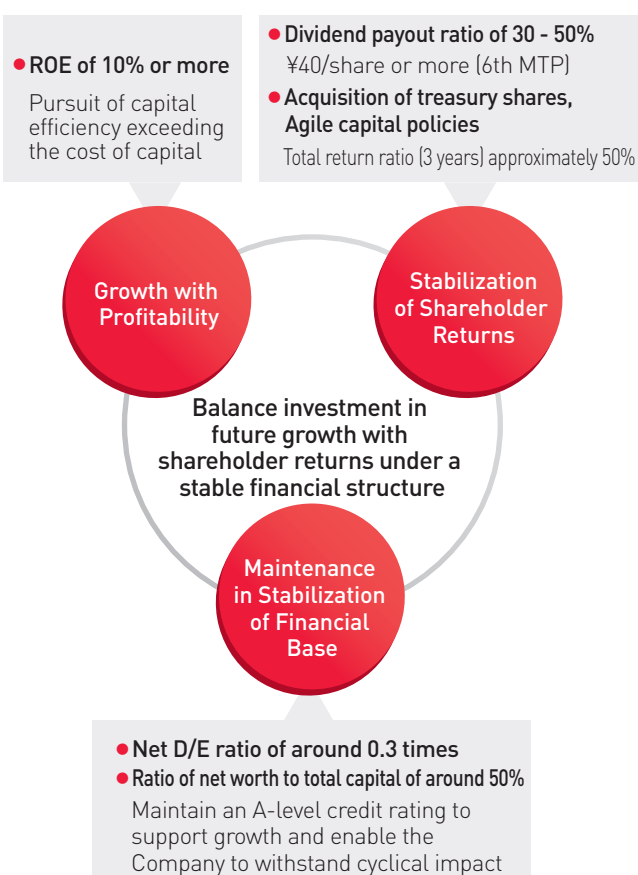 ● ROE of 10% or more
Pursuit of capital
efficiency exceeding
the cost of capital
● Dividend payout ratio of 30 - 50%
¥40/share or more (6th MTP)
● Acquisition of treasury shares,
Agile capital policies
Total return ratio (3 years) approximately 50%
Growth with
Profitability
Stabilization
of Shareholder
Returns
Balance investment in
future growth with
shareholder returns under a
stable financial structure
Maintenance
in Stabilization
of Financial
Base
● Net D/E ratio of around 0.3 times
● Ratio of net worth to total capital of around 50%
Maintain an A-level credit rating to
support growth and enable the
Company to withstand cyclical impact